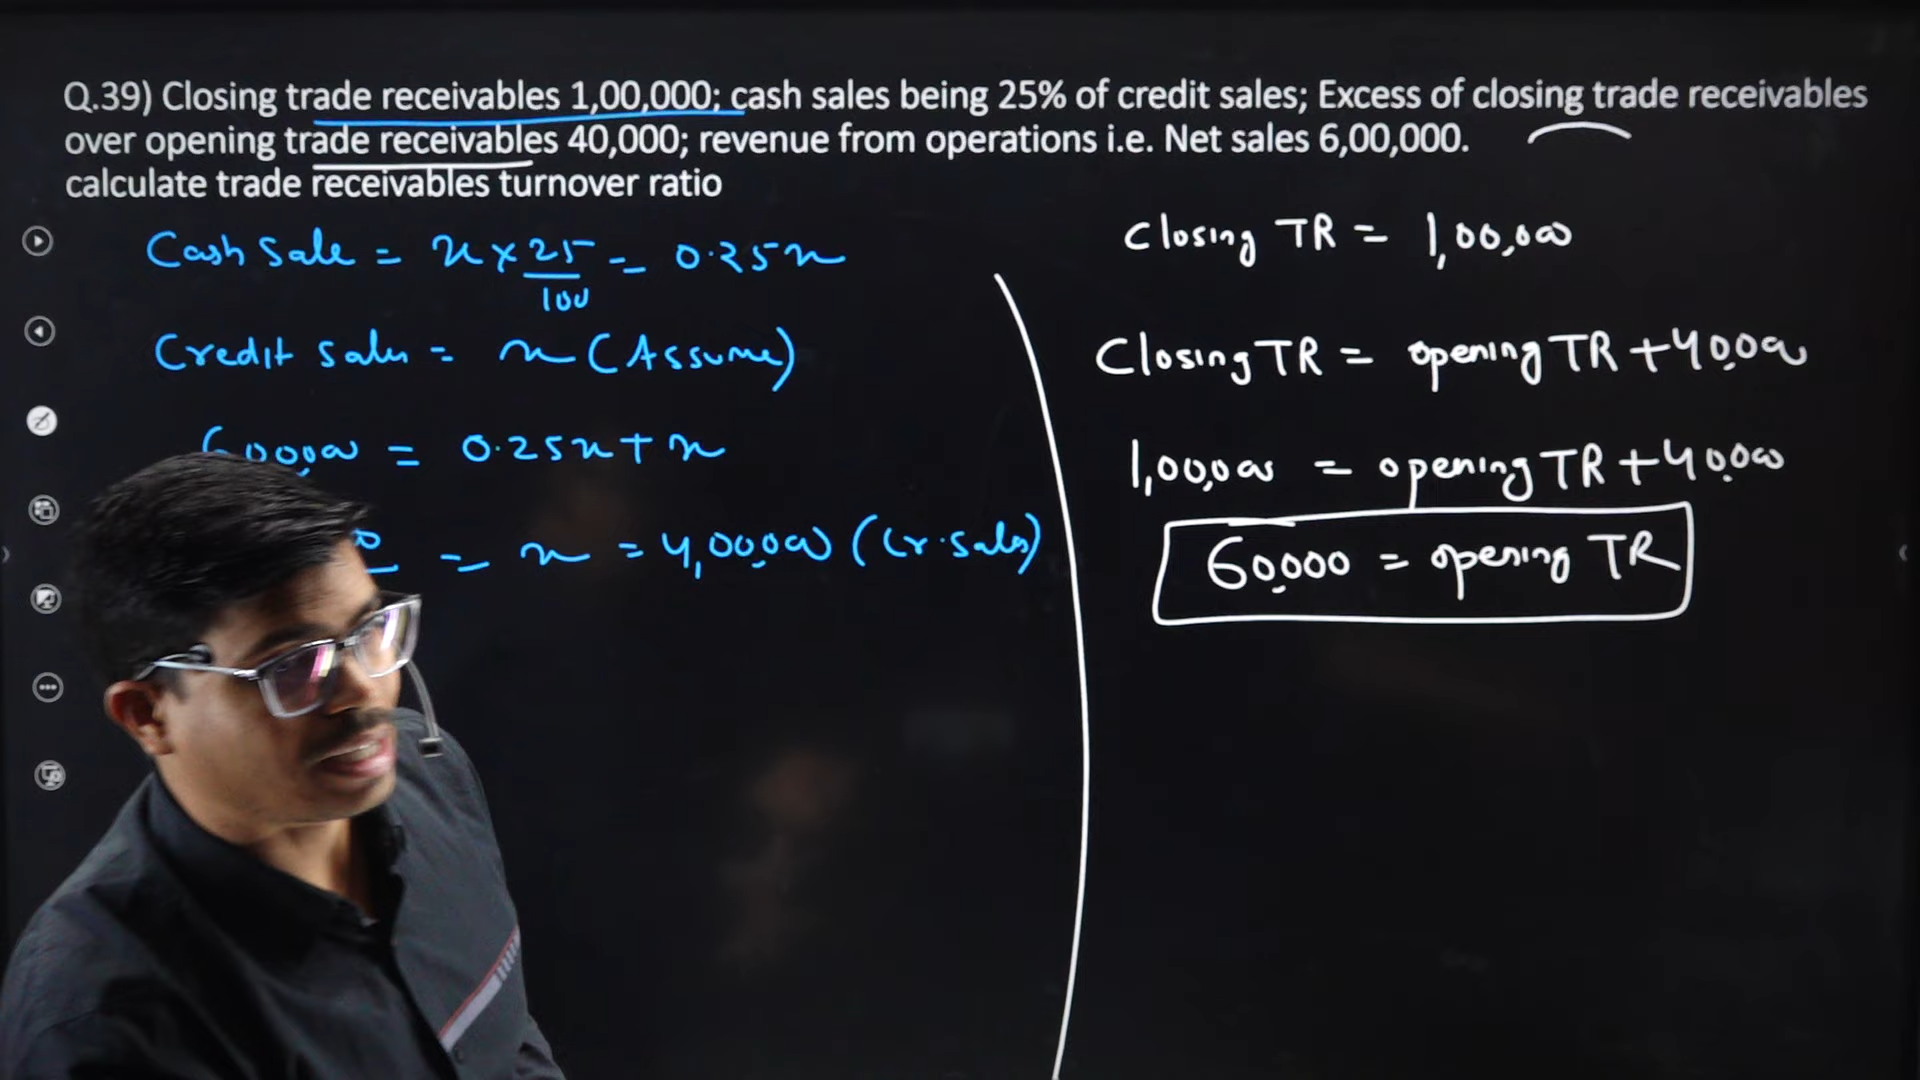 Q.39) Closing trade receivables 1,00,000; cash sales being 25% of credit sales; Excess of closing trade receivables
over opening trade receivables 40,000; revenue from operations i.e. Net sales 6,00,000.
calculate trade receivables turnover ratio
Cash Sale = x × 25/100 = 0.25x
Credit Sales = x (Assume)
= 0.25x + x
= x = 4,00,000 (Cr. Sales)
Closing TR = 1,00,000
Closing TR = opening TR + 40,000
1,00,000 = opening TR + 40,000
60,000 = opening TR